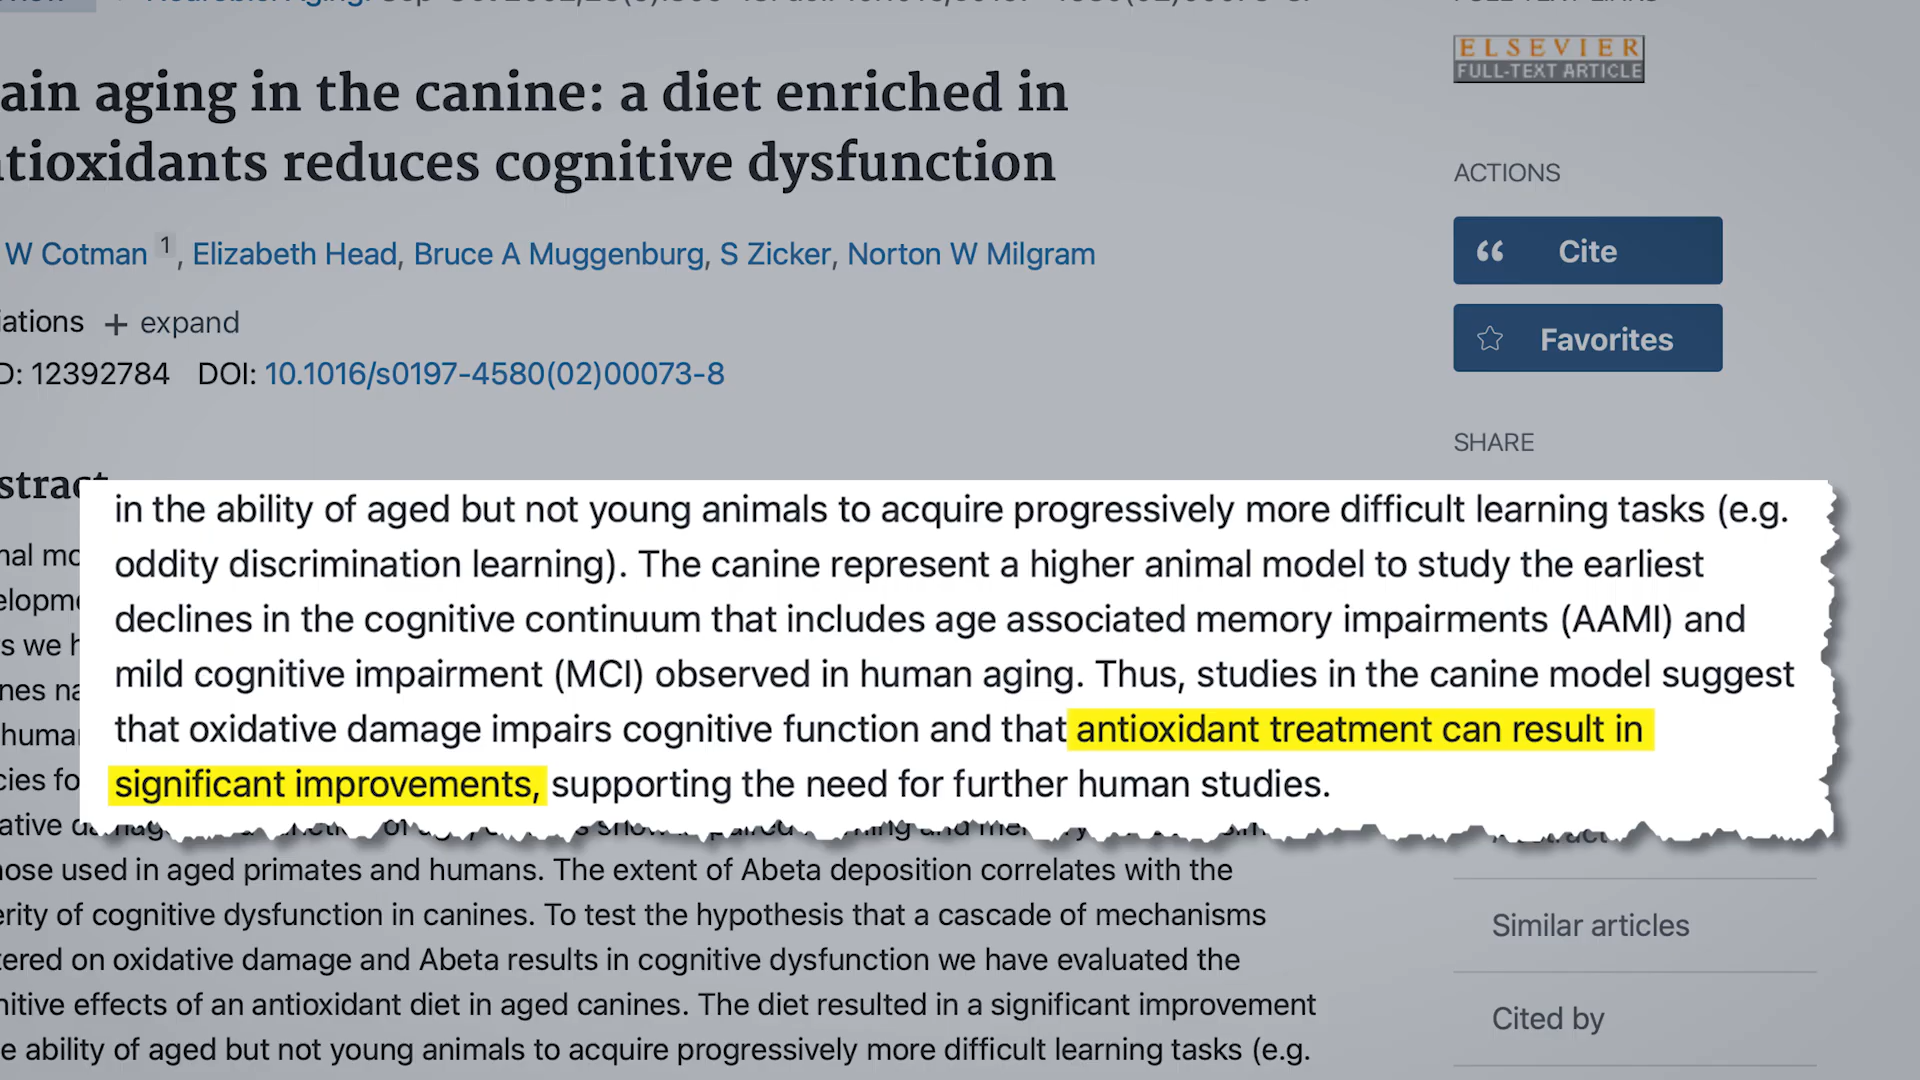 FULL-TEXT ARTICLE
ELSEVIER
ain aging in the canine: a diet enriched in
tioxidants reduces cognitive dysfunction
W Cotman 1, Elizabeth Head, Bruce A Muggenburg, S Zicker, Norton W Milgram
iations + expand
D: 12392784 DOI: 10.1016/s0197-4580(02)00073-8
ACTIONS
Cite
Favorites
SHARE
strac
in the ability of aged but not young animals to acquire progressively more difficult learning tasks (e.g.
oddity discrimination learning). The canine represent a higher animal model to study the earliest
declines in the cognitive continuum that includes age associated memory impairments (AAMI) and
mild cognitive impairment (MCI) observed in human aging. Thus, studies in the canine model suggest
that oxidative damage impairs cognitive function and that antioxidant treatment can result in
significant improvements, supporting the need for further human studies.
ose used in aged primates and humans. The extent of Abeta deposition correlates with the
erity of cognitive dysfunction in canines. To test the hypothesis that a cascade of mechanisms
tered on oxidative damage and Abeta results in cognitive dysfunction we have evaluated the
nitive effects of an antioxidant diet in aged canines. The diet resulted in a significant improvement
e ability of aged but not young animals to acquire progressively more difficult learning tasks (e.g.
Similar articles
Cited by